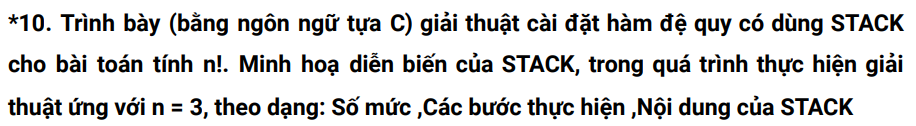 *10. Trình bày (bằng ngôn ngữ tựa C) giải thuật cài đặt hàm đệ quy có dùng STACK
cho bài toán tính n!. Minh hoạ diễn biến của STACK, trong quá trình thực hiện giải
thuật ứng với n = 3, theo dạng: Số mức ,Các bước thực hiện ,Nội dung của STACK